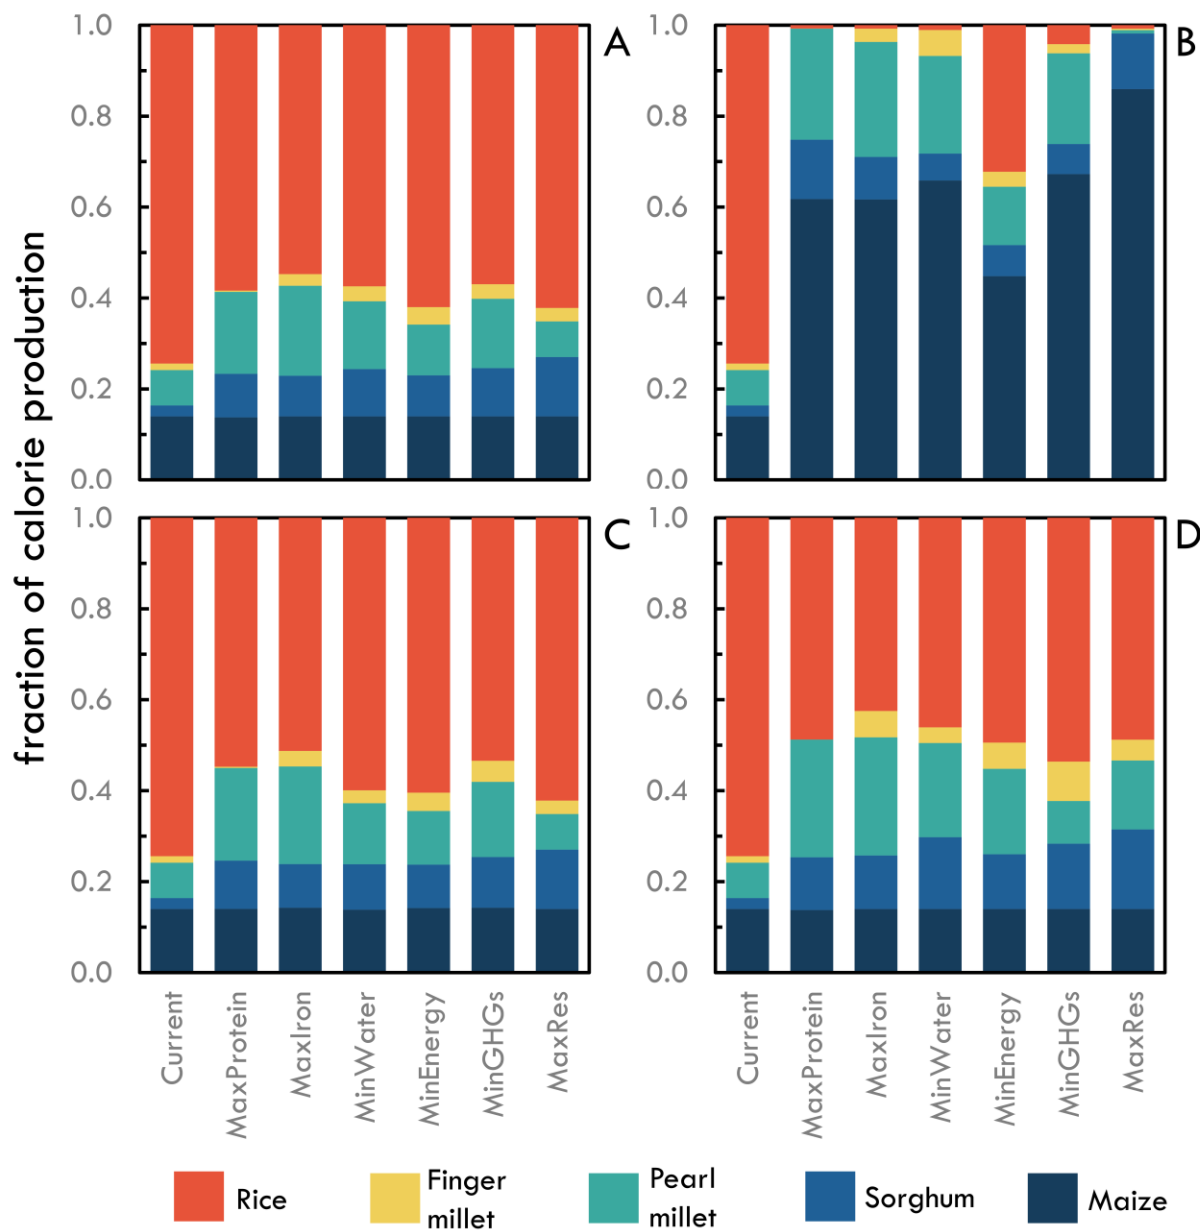 fraction of calorie production
A
1.0
0.8
0.6
0.4
0.2
0.0
B
1.0
0.8
0.6
0.4
0.2
0.0
C
1.0
0.8
0.6
0.4
0.2
0.0
D
1.0
0.8
0.6
0.4
0.2
0.0
Current
MaxProtein
MaxIron
MinWater
MinEnergy
MinGHGs
MaxRes
Current
MaxProtein
MaxIron
MinWater
MinEnergy
MinGHGs
MaxRes
Rice
Finger
millet
Pearl
millet
Sorghum
Maize